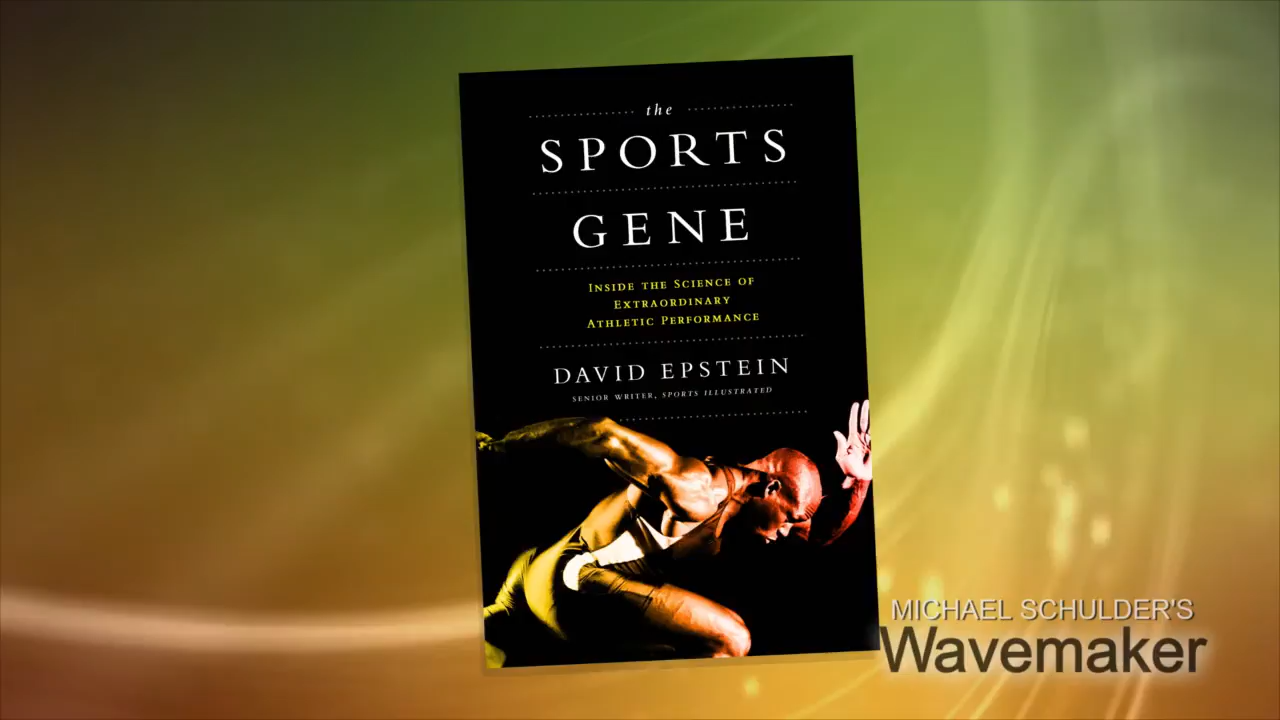 the
SPORTS
GENE
INSIDE THE SCIENCE OF
EXTRAORDINARY
ATHLETIC PERFORMANCE
DAVID EPSTEIN
SENIOR WRITER, SPORTS ILLUSTRATED
MICHAEL SCHULDER'S
Wavemaker